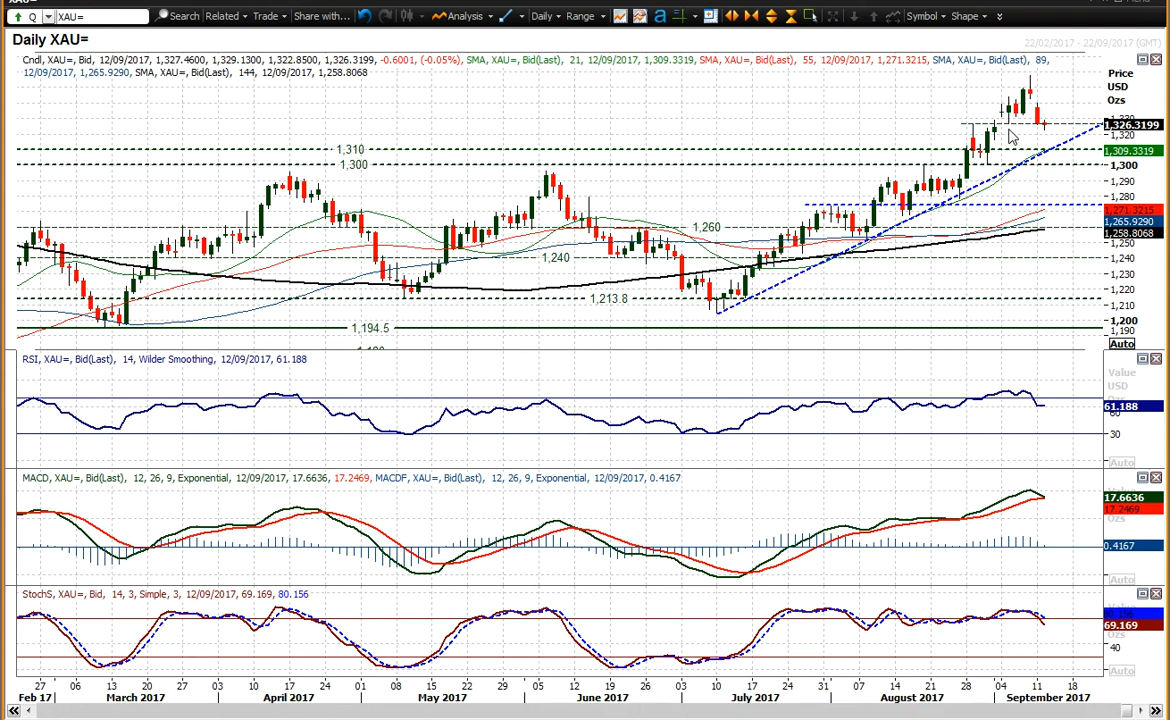 XAU=
Q XAU= Search Related Trade Share with... Analysis Daily Range Symbol Shape
Daily XAU=
22/02/2017 - 22/09/2017 (GMT)
Cndl, XAU=, Bid, 12/09/2017, 1,327.4600, 1,329.1300, 1,322.8500, 1,326.3199, -0.6001, (-0.05%), SMA, XAU=, Bid(Last), 21, 12/09/2017, 1,309.3319, SMA, XAU=, Bid(Last), 55, 12/09/2017, 1,271.3215, SMA, XAU=, Bid(Last), 89,
12/09/2017, 1,265.9290, SMA, XAU=, Bid(Last), 144, 12/09/2017, 1,258.8068
Price
USD
Ozs
1,326.3199
1,320
1,310
1,309.3319
1,300
1,300
1,290
1,280
1,271.3215
1,265.9290
1,260
1,258.8068
1,250
1,240
1,240
1,230
1,220
1,213.8
1,210
1,200
1,194.5
1,190
Auto
RSI, XAU=, Bid(Last), 14, Wilder Smoothing, 12/09/2017, 61.188
Value
USD
61.188
30
Auto
MACD, XAU=, Bid(Last), 12, 26, 9, Exponential, 12/09/2017, 17.6636, 17.2469, MACDF, XAU=, Bid(Last), 12, 26, 9, Exponential, 12/09/2017, 0.4167
17.6636
17.2469
Ozs
0.4167
Auto
StochS, XAU=, Bid, 14, 3, Simple, 3, 12/09/2017, 69.169, 80.156
80.156
69.169
Ozs
40
Auto
27 06 13 20 27 03 10 17 24 01 08 15 22 29 05 12 19 26 03 10 17 24 31 07 14 21 28 04 11 18
Feb 17 March 2017 April 2017 May 2017 June 2017 July 2017 August 2017 September 2017